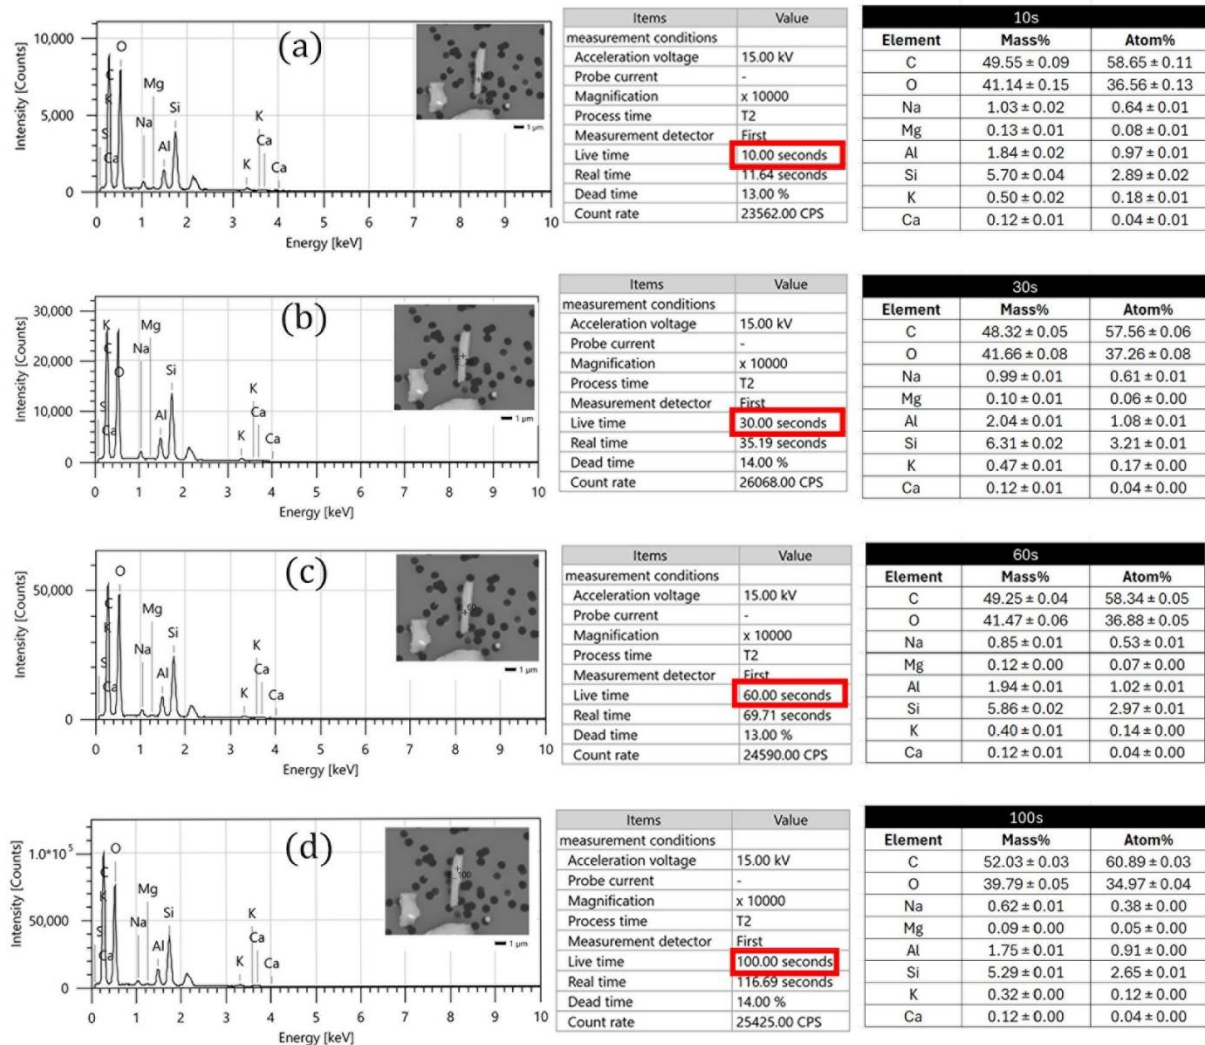 (a)
Intensity [Counts]
10,000
5,000
0
C
O
K
S
Ca
Na
Mg
Al
Si
K
K
Ca
Ca
1 µm
0 1 2 3 4 5 6 7 8 9 10
Energy [keV]
Items Value
measurement conditions
Acceleration voltage 15.00 kV
Probe current -
Magnification x 10000
Process time T2
Measurement detector First
Live time 10.00 seconds
Real time 11.64 seconds
Dead time 13.00 %
Count rate 23562.00 CPS
10s
Element Mass% Atom%
C 49.55 ± 0.09 58.65 ± 0.11
O 41.14 ± 0.15 36.56 ± 0.13
Na 1.03 ± 0.02 0.64 ± 0.01
Mg 0.13 ± 0.01 0.08 ± 0.01
Al 1.84 ± 0.02 0.97 ± 0.01
Si 5.70 ± 0.04 2.89 ± 0.02
K 0.50 ± 0.02 0.18 ± 0.01
Ca 0.12 ± 0.01 0.04 ± 0.01
(b)
Intensity [Counts]
30,000
20,000
10,000
0
K
C
O
S
Ca
Na
Mg
Al
Si
K
K
Ca
Ca
1 µm
0 1 2 3 4 5 6 7 8 9 10
Energy [keV]
Items Value
measurement conditions
Acceleration voltage 15.00 kV
Probe current -
Magnification x 10000
Process time T2
Measurement detector First
Live time 30.00 seconds
Real time 35.19 seconds
Dead time 14.00 %
Count rate 26068.00 CPS
30s
Element Mass% Atom%
C 48.32 ± 0.05 57.56 ± 0.06
O 41.66 ± 0.08 37.26 ± 0.08
Na 0.99 ± 0.01 0.61 ± 0.01
Mg 0.10 ± 0.01 0.06 ± 0.00
Al 2.04 ± 0.01 1.08 ± 0.01
Si 6.31 ± 0.02 3.21 ± 0.01
K 0.47 ± 0.01 0.17 ± 0.00
Ca 0.12 ± 0.01 0.04 ± 0.00
(c)
Intensity [Counts]
50,000
0
O
C
K
S
Ca
Na
Mg
Al
Si
K
K
Ca
Ca
1 µm
0 1 2 3 4 5 6 7 8 9 10
Energy [keV]
Items Value
measurement conditions
Acceleration voltage 15.00 kV
Probe current -
Magnification x 10000
Process time T2
Measurement detector First
Live time 60.00 seconds
Real time 69.71 seconds
Dead time 13.00 %
Count rate 24590.00 CPS
60s
Element Mass% Atom%
C 49.25 ± 0.04 58.34 ± 0.05
O 41.47 ± 0.06 36.88 ± 0.05
Na 0.85 ± 0.01 0.53 ± 0.01
Mg 0.12 ± 0.00 0.07 ± 0.00
Al 1.94 ± 0.01 1.02 ± 0.01
Si 5.86 ± 0.02 2.97 ± 0.01
K 0.40 ± 0.01 0.14 ± 0.00
Ca 0.12 ± 0.01 0.04 ± 0.00
(d)
Intensity [Counts]
1.0*10⁵
50,000
0
O
C
K
S
Ca
Na
Mg
Al
Si
K
K
Ca
Ca
1 µm
0 1 2 3 4 5 6 7 8 9 10
Energy [keV]
Items Value
measurement conditions
Acceleration voltage 15.00 kV
Probe current -
Magnification x 10000
Process time T2
Measurement detector First
Live time 100.00 seconds
Real time 116.69 seconds
Dead time 14.00 %
Count rate 25425.00 CPS
100s
Element Mass% Atom%
C 52.03 ± 0.03 60.89 ± 0.03
O 39.79 ± 0.05 34.97 ± 0.04
Na 0.62 ± 0.01 0.38 ± 0.00
Mg 0.09 ± 0.00 0.05 ± 0.00
Al 1.75 ± 0.01 0.91 ± 0.00
Si 5.29 ± 0.01 2.65 ± 0.01
K 0.32 ± 0.00 0.12 ± 0.00
Ca 0.12 ± 0.00 0.04 ± 0.00